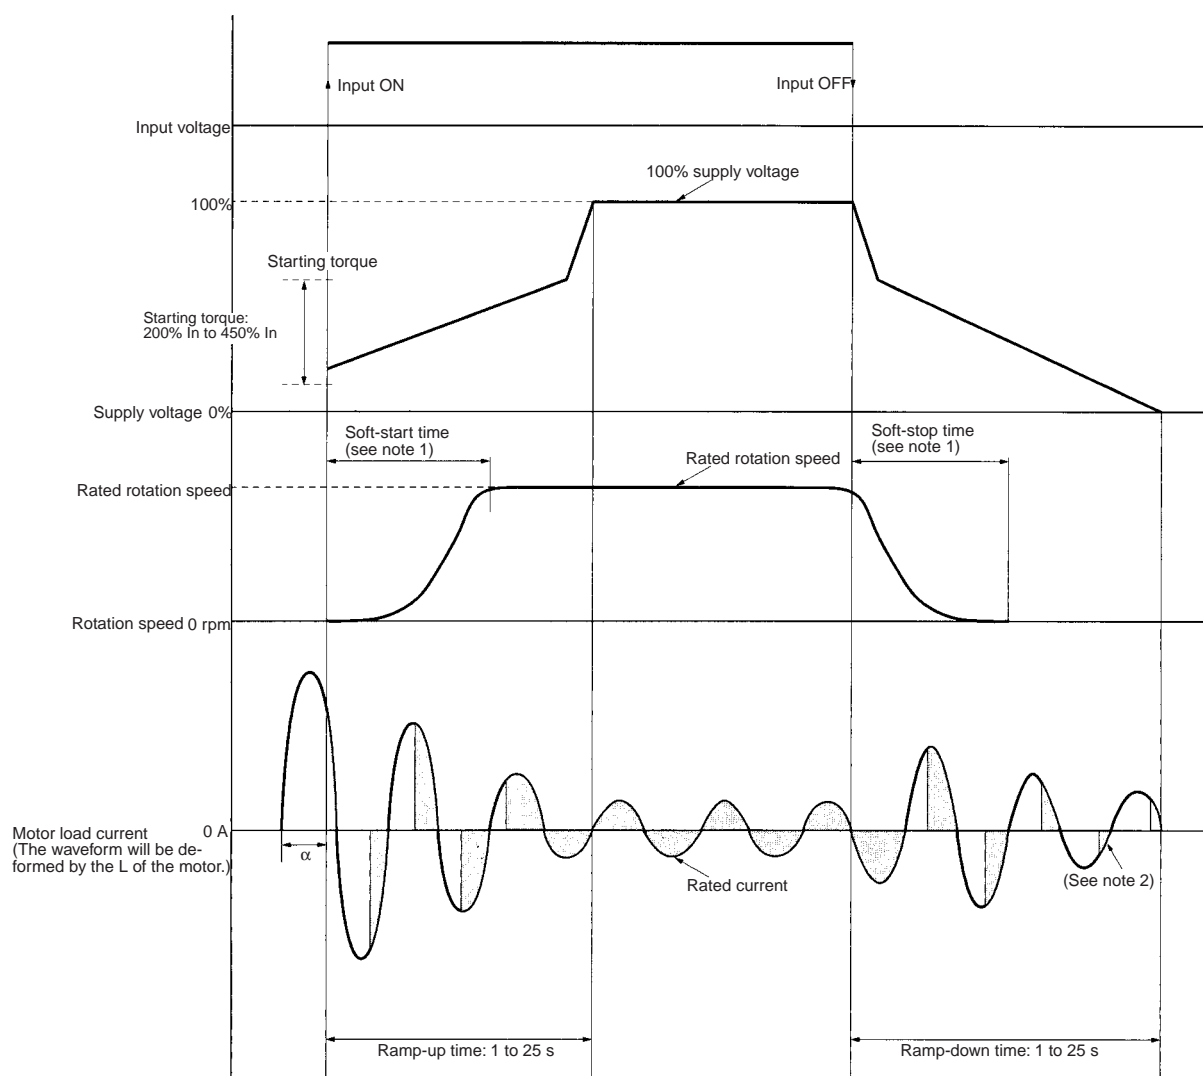 Input ON
Input OFF
Input voltage
100% supply voltage
100%
Starting torque
Starting torque:
200% In to 450% In
Supply voltage 0%
Soft-start time
(see note 1)
Soft-stop time
(see note 1)
Rated rotation speed
Rated rotation speed
Rotation speed 0 rpm
Motor load current
(The waveform will be de-
formed by the L of the motor.)
0 A
α
Rated current
(See note 2)
Ramp-up time: 1 to 25 s
Ramp-down time: 1 to 25 s